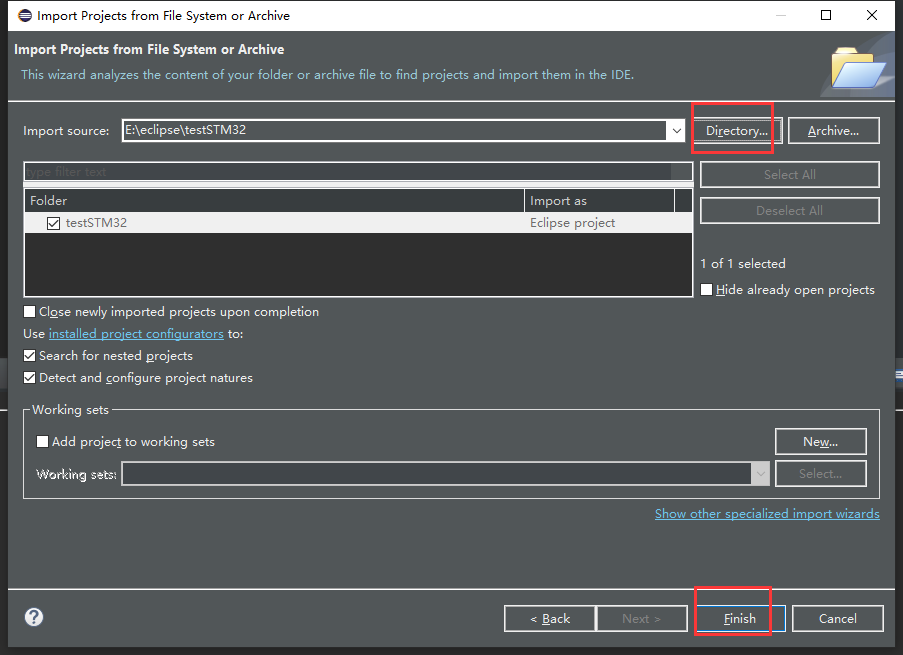 Import Projects from File System or Archive
Import Projects from File System or Archive
This wizard analyzes the content of your folder or archive file to find projects and import them in the IDE.
Import source: E:\eclipse\testSTM32 Directory... Archive...
type filter text Select All
Folder Import as
Deselect All
testSTM32 Eclipse project
1 of 1 selected
Hide already open projects
Close newly imported projects upon completion
Use installed project configurators to:
Search for nested projects
Detect and configure project natures
Working sets
Add project to working sets New...
Working sets: Select...
Show other specialized import wizards
? < Back Next > Finish Cancel